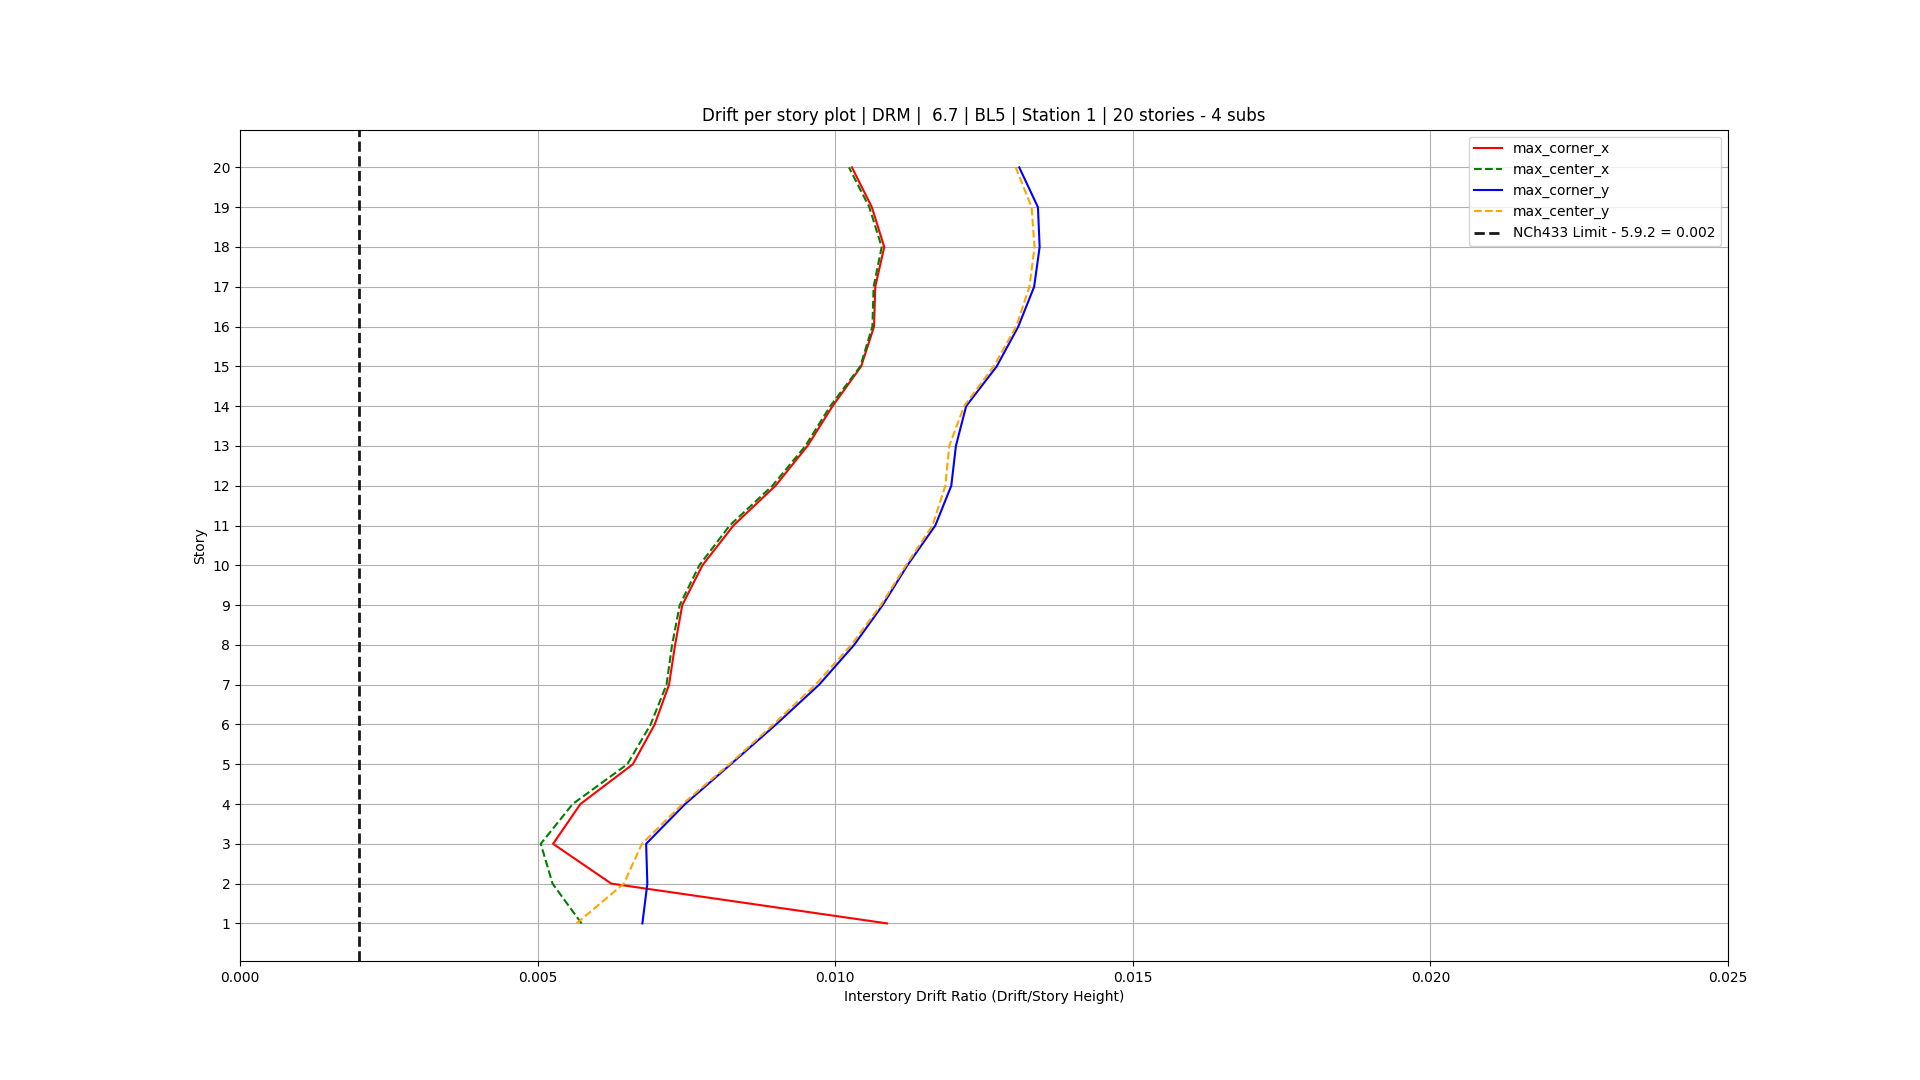 Drift per story plot | DRM |  6.7 | BL5 | Station 1 | 20 stories - 4 subs
max_corner_x
max_center_x
max_corner_y
max_center_y
NCh433 Limit - 5.9.2 = 0.002
20
19
18
17
16
15
14
13
12
11
10
9
8
7
6
5
4
3
2
1
Story
0.000 0.005 0.010 0.015 0.020 0.025
Interstory Drift Ratio (Drift/Story Height)